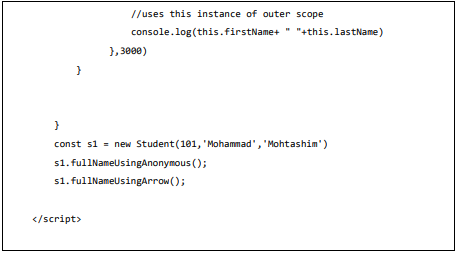 //uses this instance of outer scope
console.log(this.firstName+ " "+this.lastName)
},3000)
}
}
const s1 = new Student(101,'Mohammad','Mohtashim')
s1.fullNameUsingAnonymous();
s1.fullNameUsingArrow();
</script>